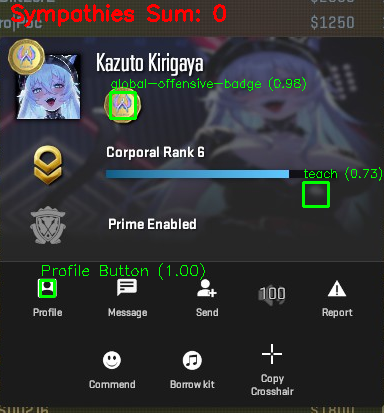 Sympathies Sum: 0
$1250
Kazuto Kirigaya
global-offensive-badge (0.98)
Corporal Rank 6
teach (0.73)
Prime Enabled
Profile Button (1.00)
100
Profile
Message
Send
Report
Commend
Borrow kit
Copy
Crosshair
$1800